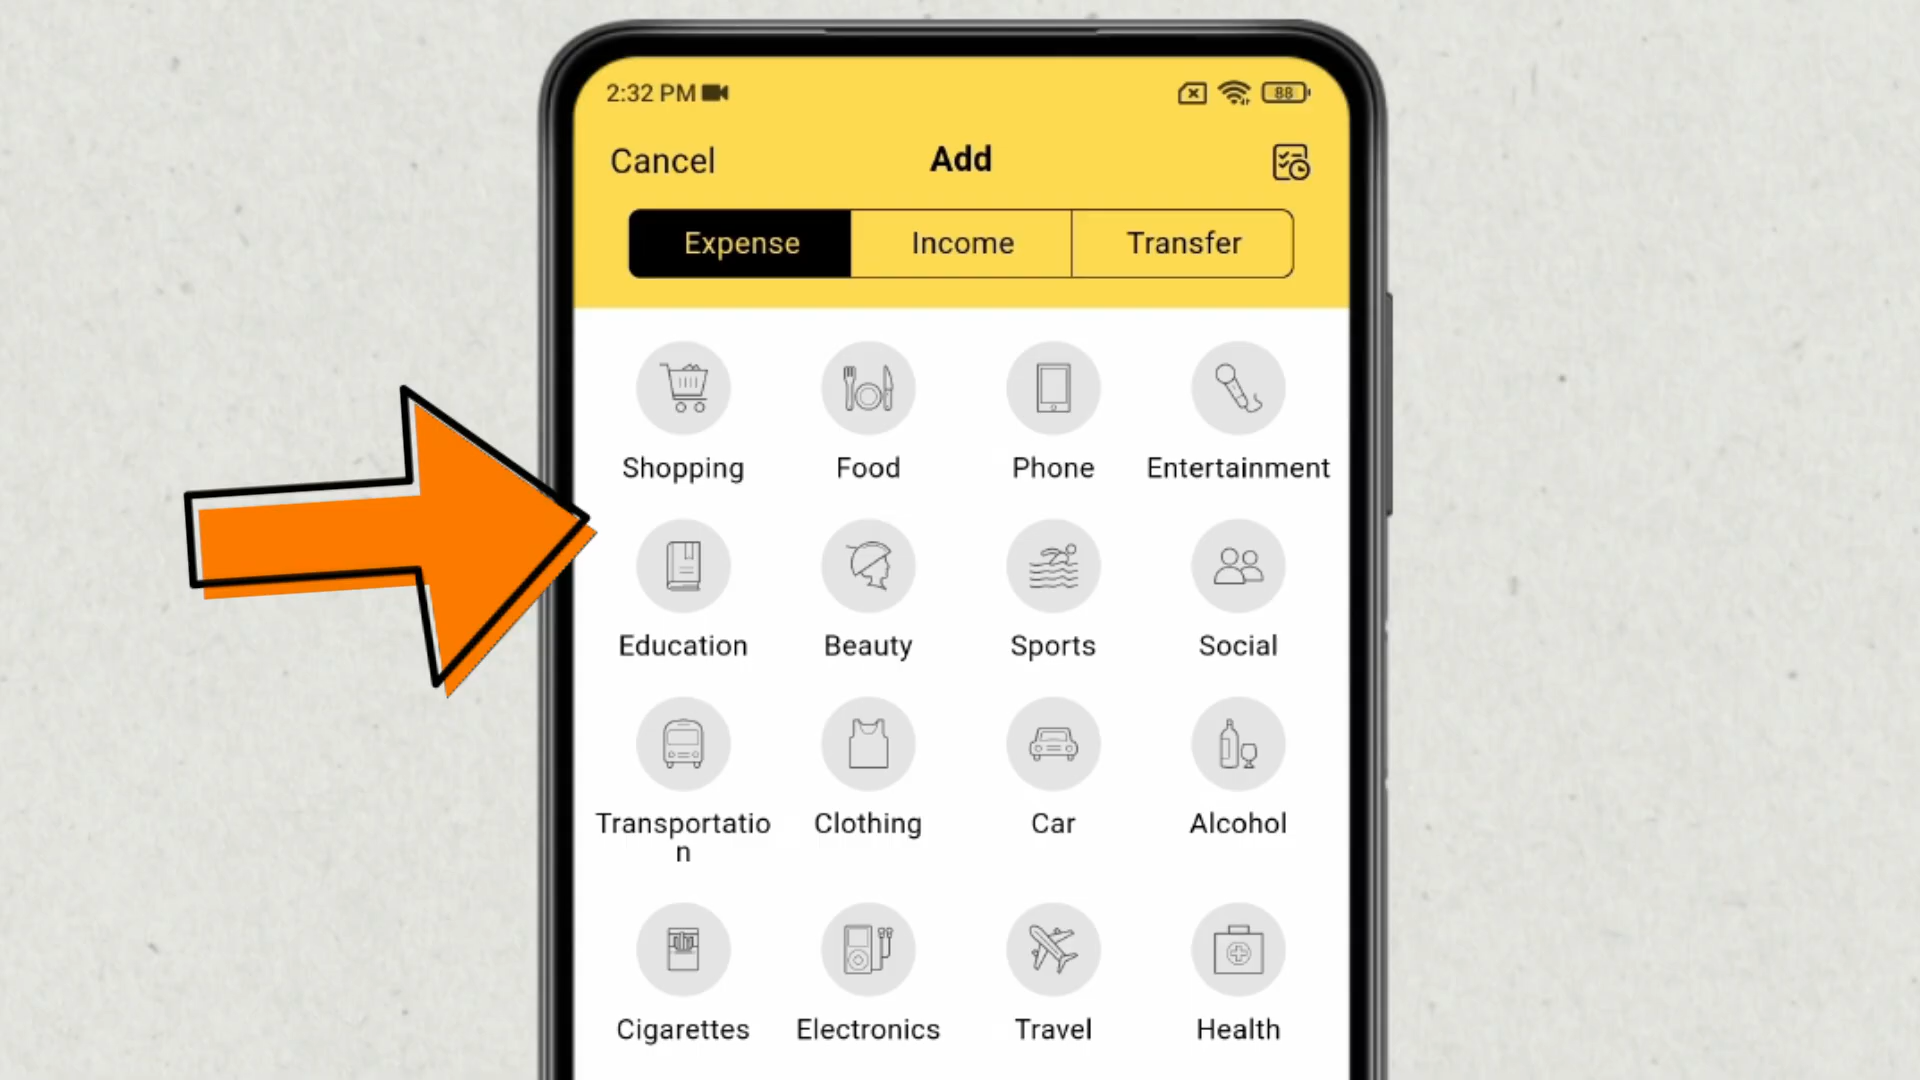 2:32 PM
88
Cancel
Add
Expense
Income
Transfer
Shopping
Food
Phone
Entertainment
Education
Beauty
Sports
Social
Transportatio
n
Clothing
Car
Alcohol
Cigarettes
Electronics
Travel
Health